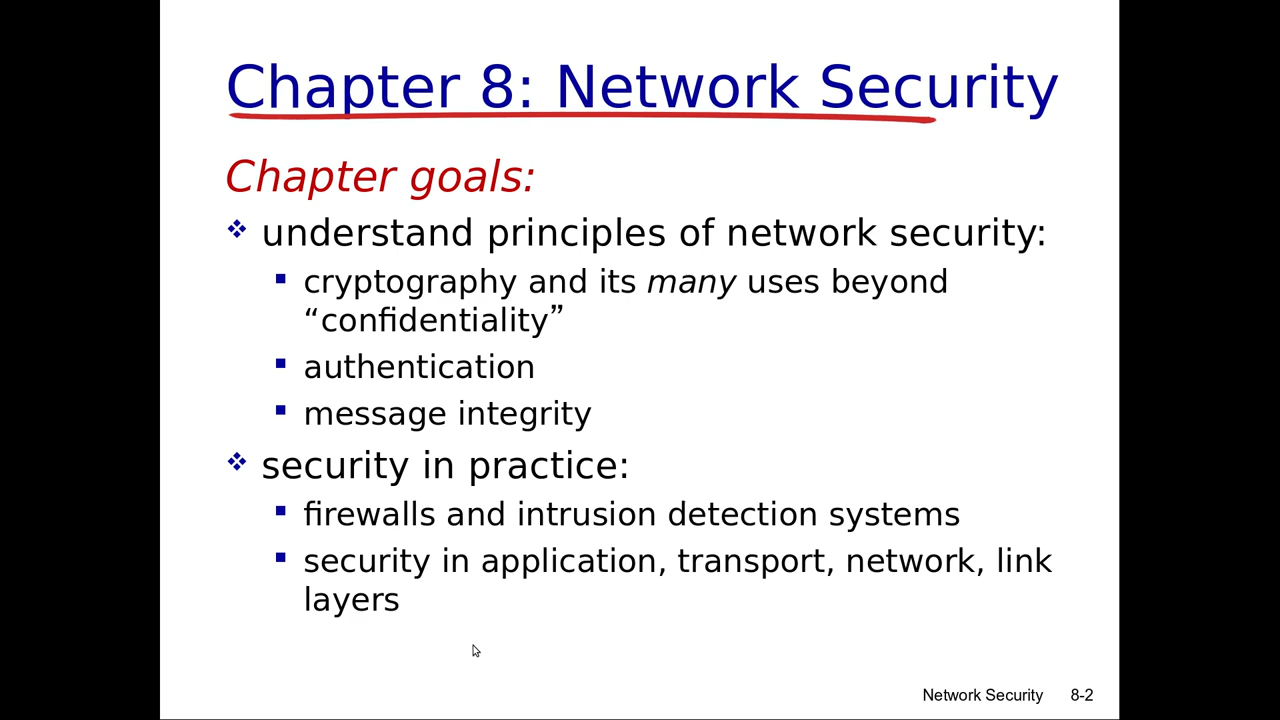 Chapter 8: Network Security
Chapter goals:
understand principles of network security:
cryptography and its many uses beyond
“confidentiality”
authentication
message integrity
security in practice:
firewalls and intrusion detection systems
security in application, transport, network, link
layers
Network Security 8-2